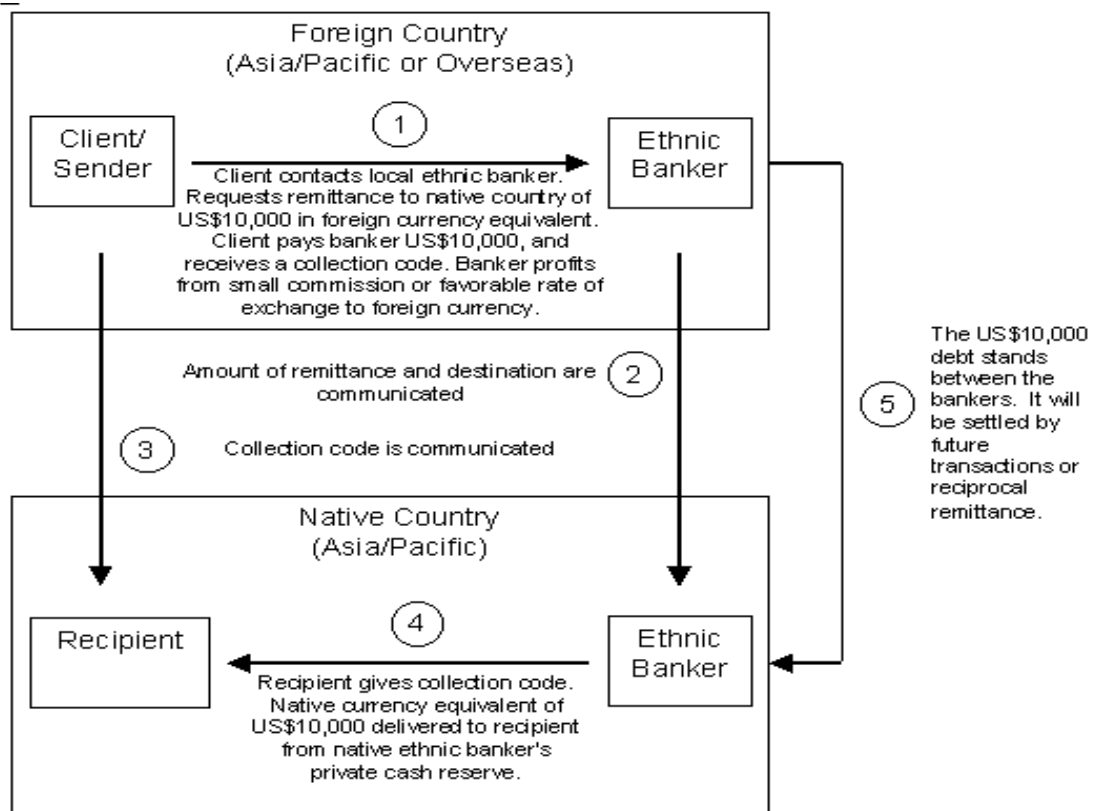 Foreign Country
(Asia/Pacific or Overseas)
1
Client/
Sender
Ethnic
Banker
Client contacts local ethnic banker.
Requests remittance to native country of
US$10,000 in foreign currency equivalent.
Client pays banker US$10,000, and
receives a collection code. Banker profits
from small commission or favorable rate of
exchange to foreign currency.
Amount of remittance and destination are
communicated
2
3
Collection code is communicated
5
The US$10,000
debt stands
between the
bankers. It will
be settled by
future
transactions or
reciprocal
remittance.
Native Country
(Asia/Pacific)
4
Recipient
Ethnic
Banker
Recipient gives collection code.
Native currency equivalent of
US$10,000 delivered to recipient
from native ethnic banker's
private cash reserve.